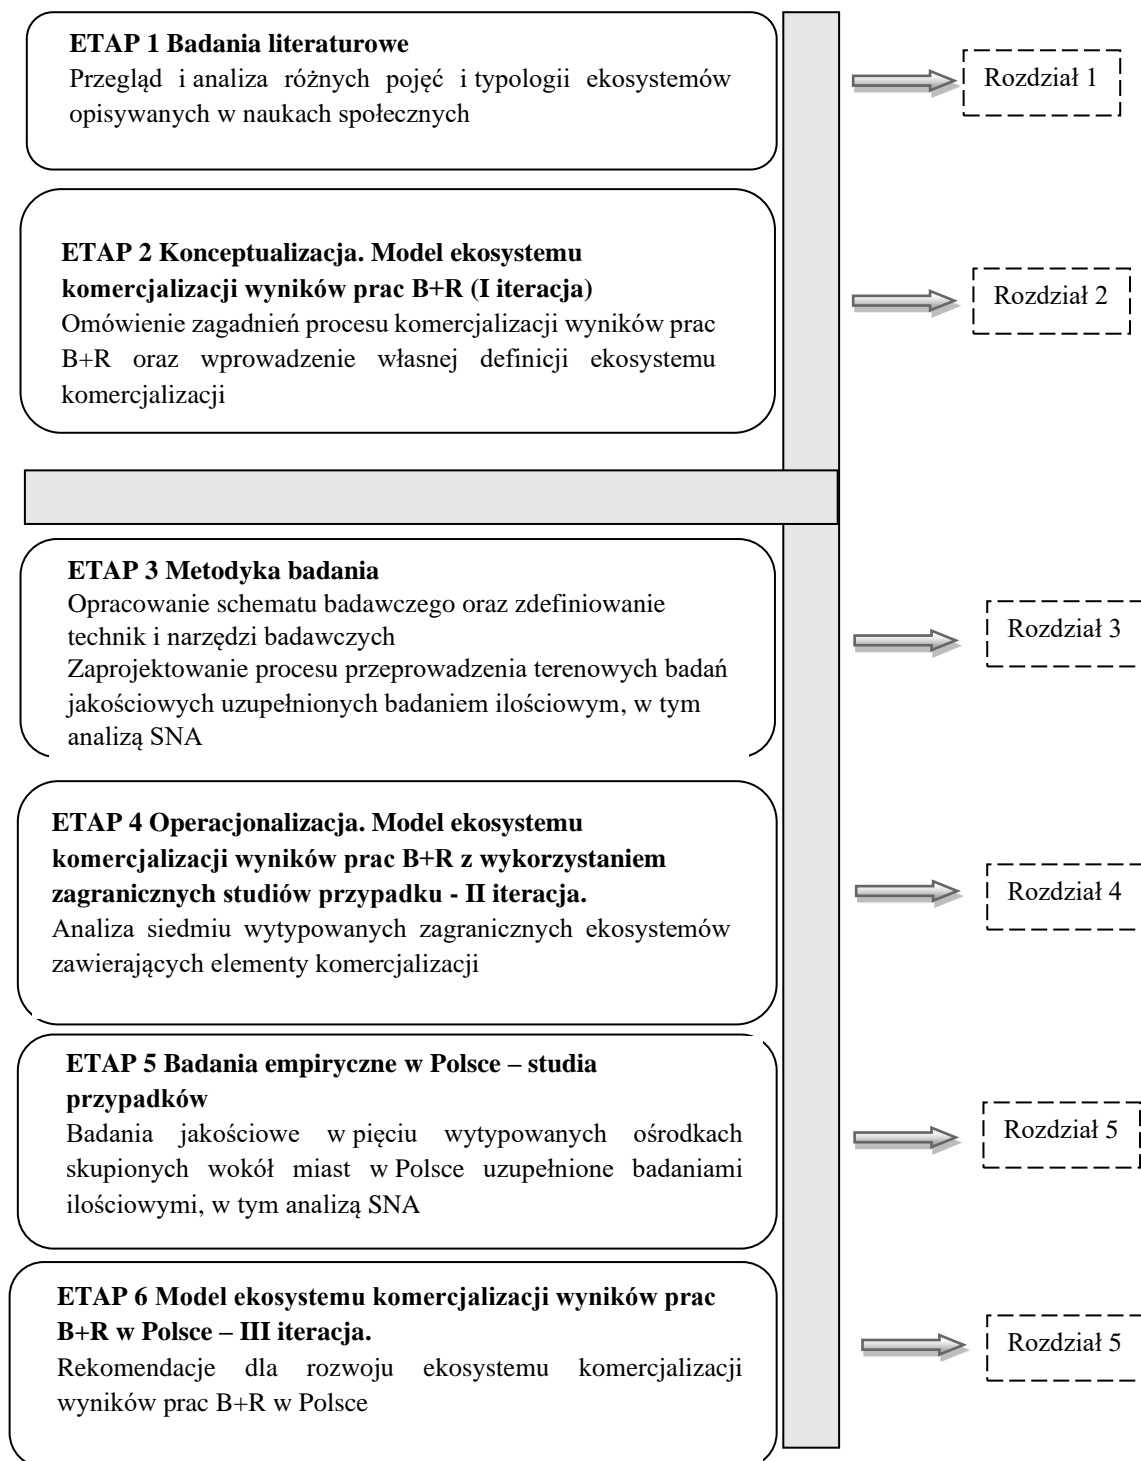 ETAP 1 Badania literaturowe
Przegląd i analiza różnych pojęć i typologii ekosystemów
opisywanych w naukach społecznych
Rozdział 1
ETAP 2 Konceptualizacja. Model ekosystemu
komercjalizacji wyników prac B+R (I iteracja)
Omówienie zagadnień procesu komercjalizacji wyników prac
B+R oraz wprowadzenie własnej definicji ekosystemu
komercjalizacji
Rozdział 2
ETAP 3 Metodyka badania
Opracowanie schematu badawczego oraz zdefiniowanie
technik i narzędzi badawczych
Zaprojektowanie procesu przeprowadzenia terenowych badań
jakościowych uzupełnionych badaniem ilościowym, w tym
analizą SNA
Rozdział 3
ETAP 4 Operacjonalizacja. Model ekosystemu
komercjalizacji wyników prac B+R z wykorzystaniem
zagranicznych studiów przypadku - II iteracja.
Analiza siedmiu wytypowanych zagranicznych ekosystemów
zawierających elementy komercjalizacji
Rozdział 4
ETAP 5 Badania empiryczne w Polsce – studia
przypadków
Badania jakościowe w pięciu wytypowanych ośrodkach
skupionych wokół miast w Polsce uzupełnione badaniami
ilościowymi, w tym analizą SNA
Rozdział 5
ETAP 6 Model ekosystemu komercjalizacji wyników prac
B+R w Polsce – III iteracja.
Rekomendacje dla rozwoju ekosystemu komercjalizacji
wyników prac B+R w Polsce
Rozdział 5